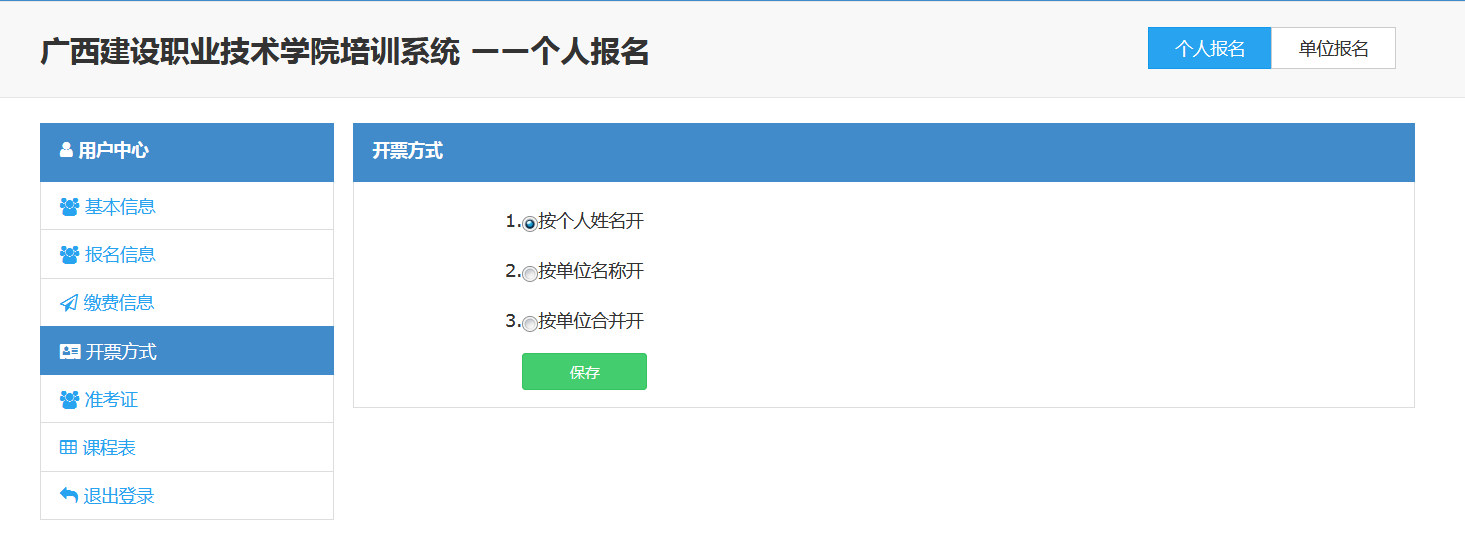 广西建设职业技术学院培训系统 一一个人报名
个人报名
单位报名
用户中心
基本信息
报名信息
缴费信息
开票方式
准考证
课程表
退出登录
开票方式
1.按个人姓名开
2.按单位名称开
3.按单位合并开
保存